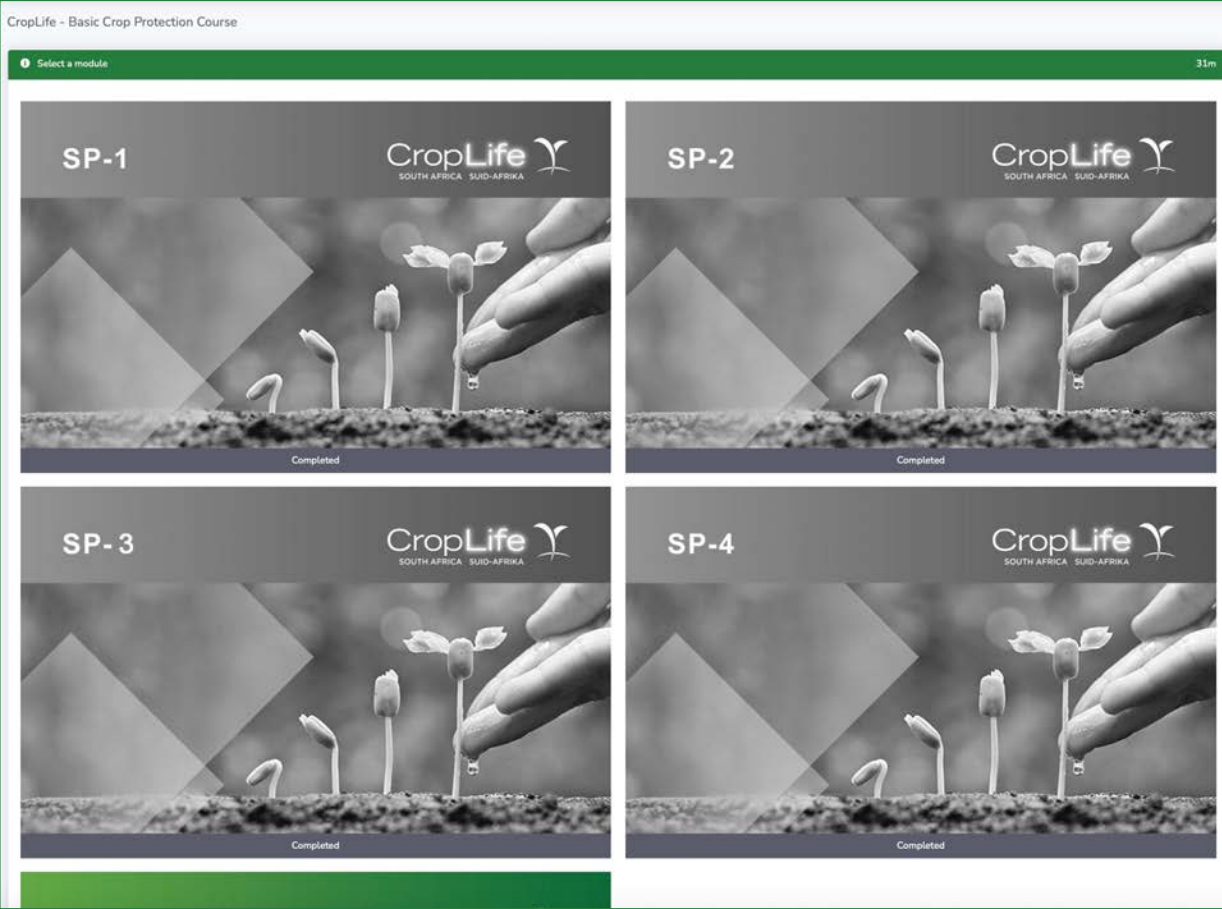 CropLife - Basic Crop Protection Course
Select a module
31m
SP-1
CropLife
SOUTH AFRICA SUID-AFRIKA
Completed
SP-2
CropLife
SOUTH AFRICA SUID-AFRIKA
Completed
SP-3
CropLife
SOUTH AFRICA SUID-AFRIKA
Completed
SP-4
CropLife
SOUTH AFRICA SUID-AFRIKA
Completed